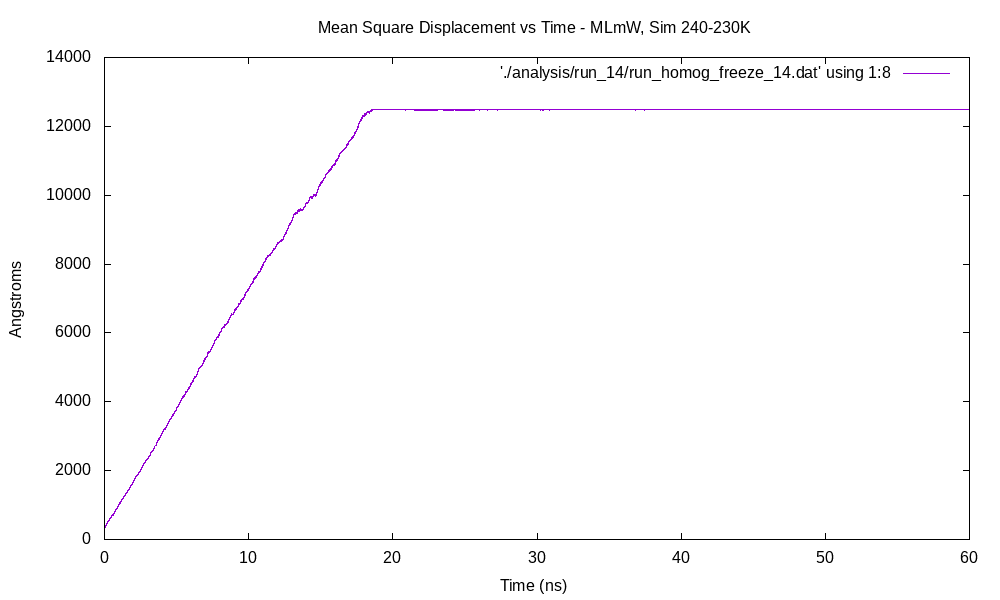 Mean Square Displacement vs Time - MLmW, Sim 240-230K
'./analysis/run_14/run_homog_freeze_14.dat' using 1:8
14000
12000
10000
8000
6000
4000
2000
0
Angstroms
0 10 20 30 40 50 60
Time (ns)